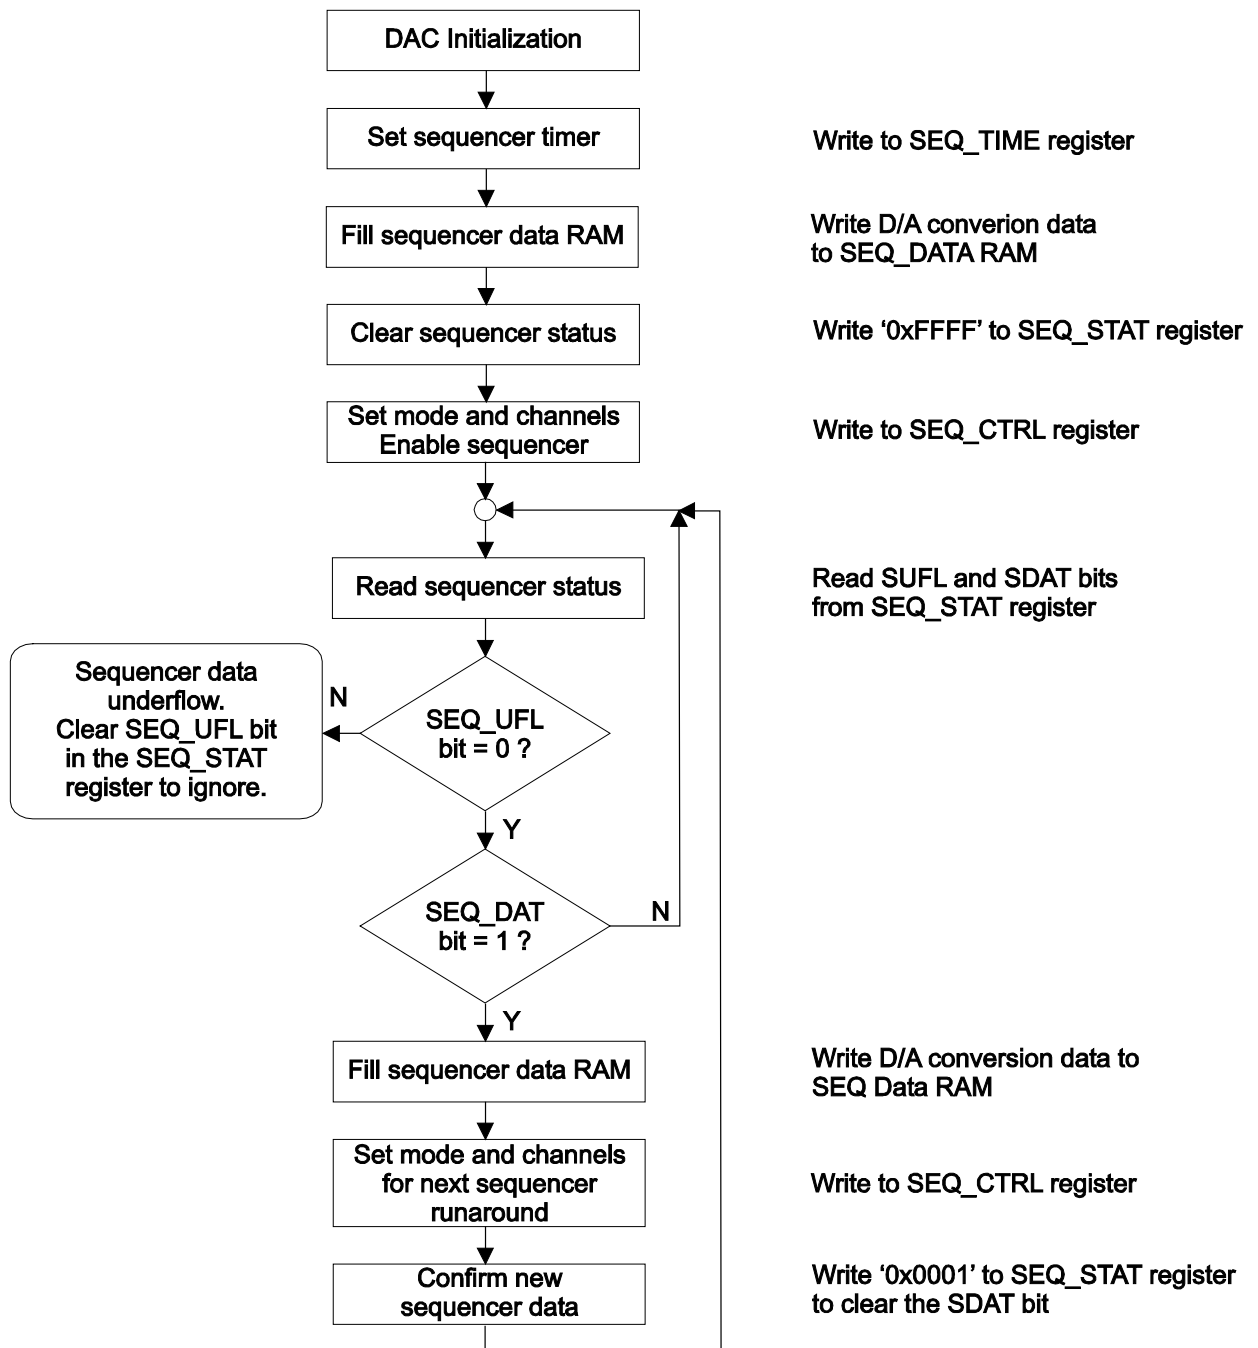 DAC Initialization
Set sequencer timer
Write to SEQ_TIME register
Fill sequencer data RAM
Write D/A converion data
to SEQ_DATA RAM
Clear sequencer status
Write ‘0xFFFF’ to SEQ_STAT register
Set mode and channels
Enable sequencer
Write to SEQ_CTRL register
Read sequencer status
Read SUFL and SDAT bits
from SEQ_STAT register
Sequencer data
underflow.
Clear SEQ_UFL bit
in the SEQ_STAT
register to ignore.
N
SEQ_UFL
bit = 0 ?
Y
SEQ_DAT
bit = 1 ?
N
Y
Fill sequencer data RAM
Write D/A conversion data to
SEQ Data RAM
Set mode and channels
for next sequencer
runaround
Write to SEQ_CTRL register
Confirm new
sequencer data
Write ‘0x0001’ to SEQ_STAT register
to clear the SDAT bit